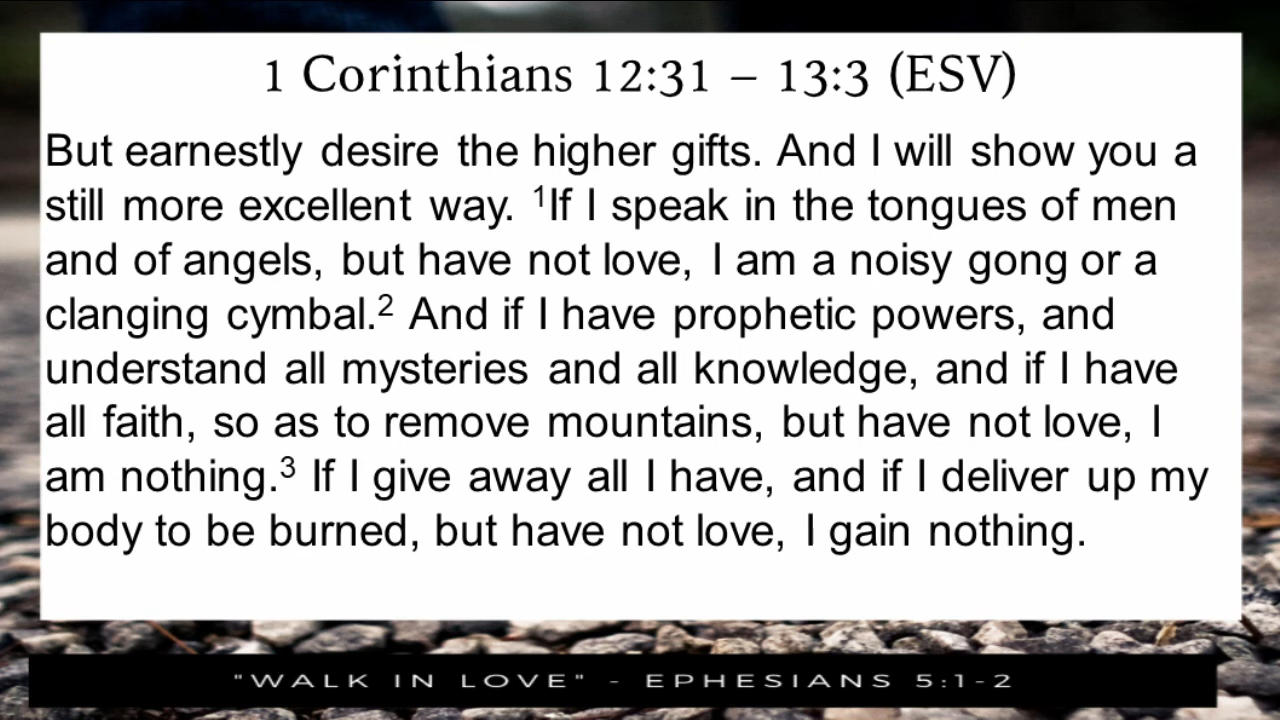 1 Corinthians 12:31 – 13:3 (ESV)
But earnestly desire the higher gifts. And I will show you a
still more excellent way. ¹If I speak in the tongues of men
and of angels, but have not love, I am a noisy gong or a
clanging cymbal.² And if I have prophetic powers, and
understand all mysteries and all knowledge, and if I have
all faith, so as to remove mountains, but have not love, I
am nothing.³ If I give away all I have, and if I deliver up my
body to be burned, but have not love, I gain nothing.
"WALK IN LOVE" - EPHESIANS 5:1-2